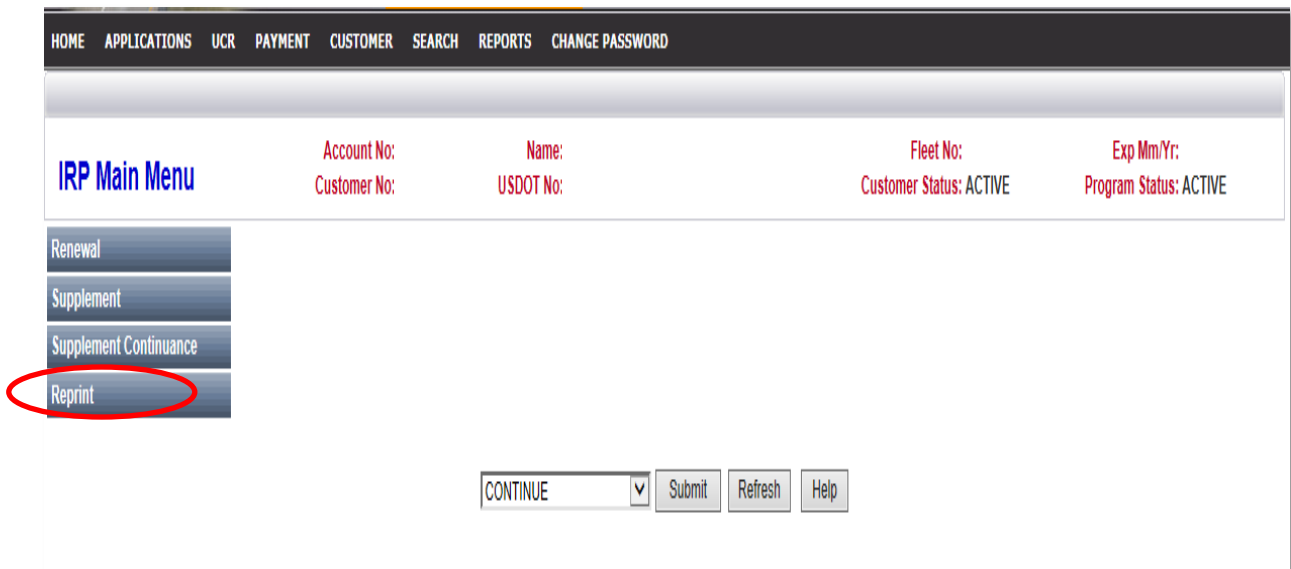 HOME APPLICATIONS UCR PAYMENT CUSTOMER SEARCH REPORTS CHANGE PASSWORD
IRP Main Menu
Account No: Name: Fleet No: Exp Mm/Yr:
Customer No: USDOT No: Customer Status: ACTIVE Program Status: ACTIVE
Renewal
Supplement
Supplement Continuance
Reprint
CONTINUE Submit Refresh Help